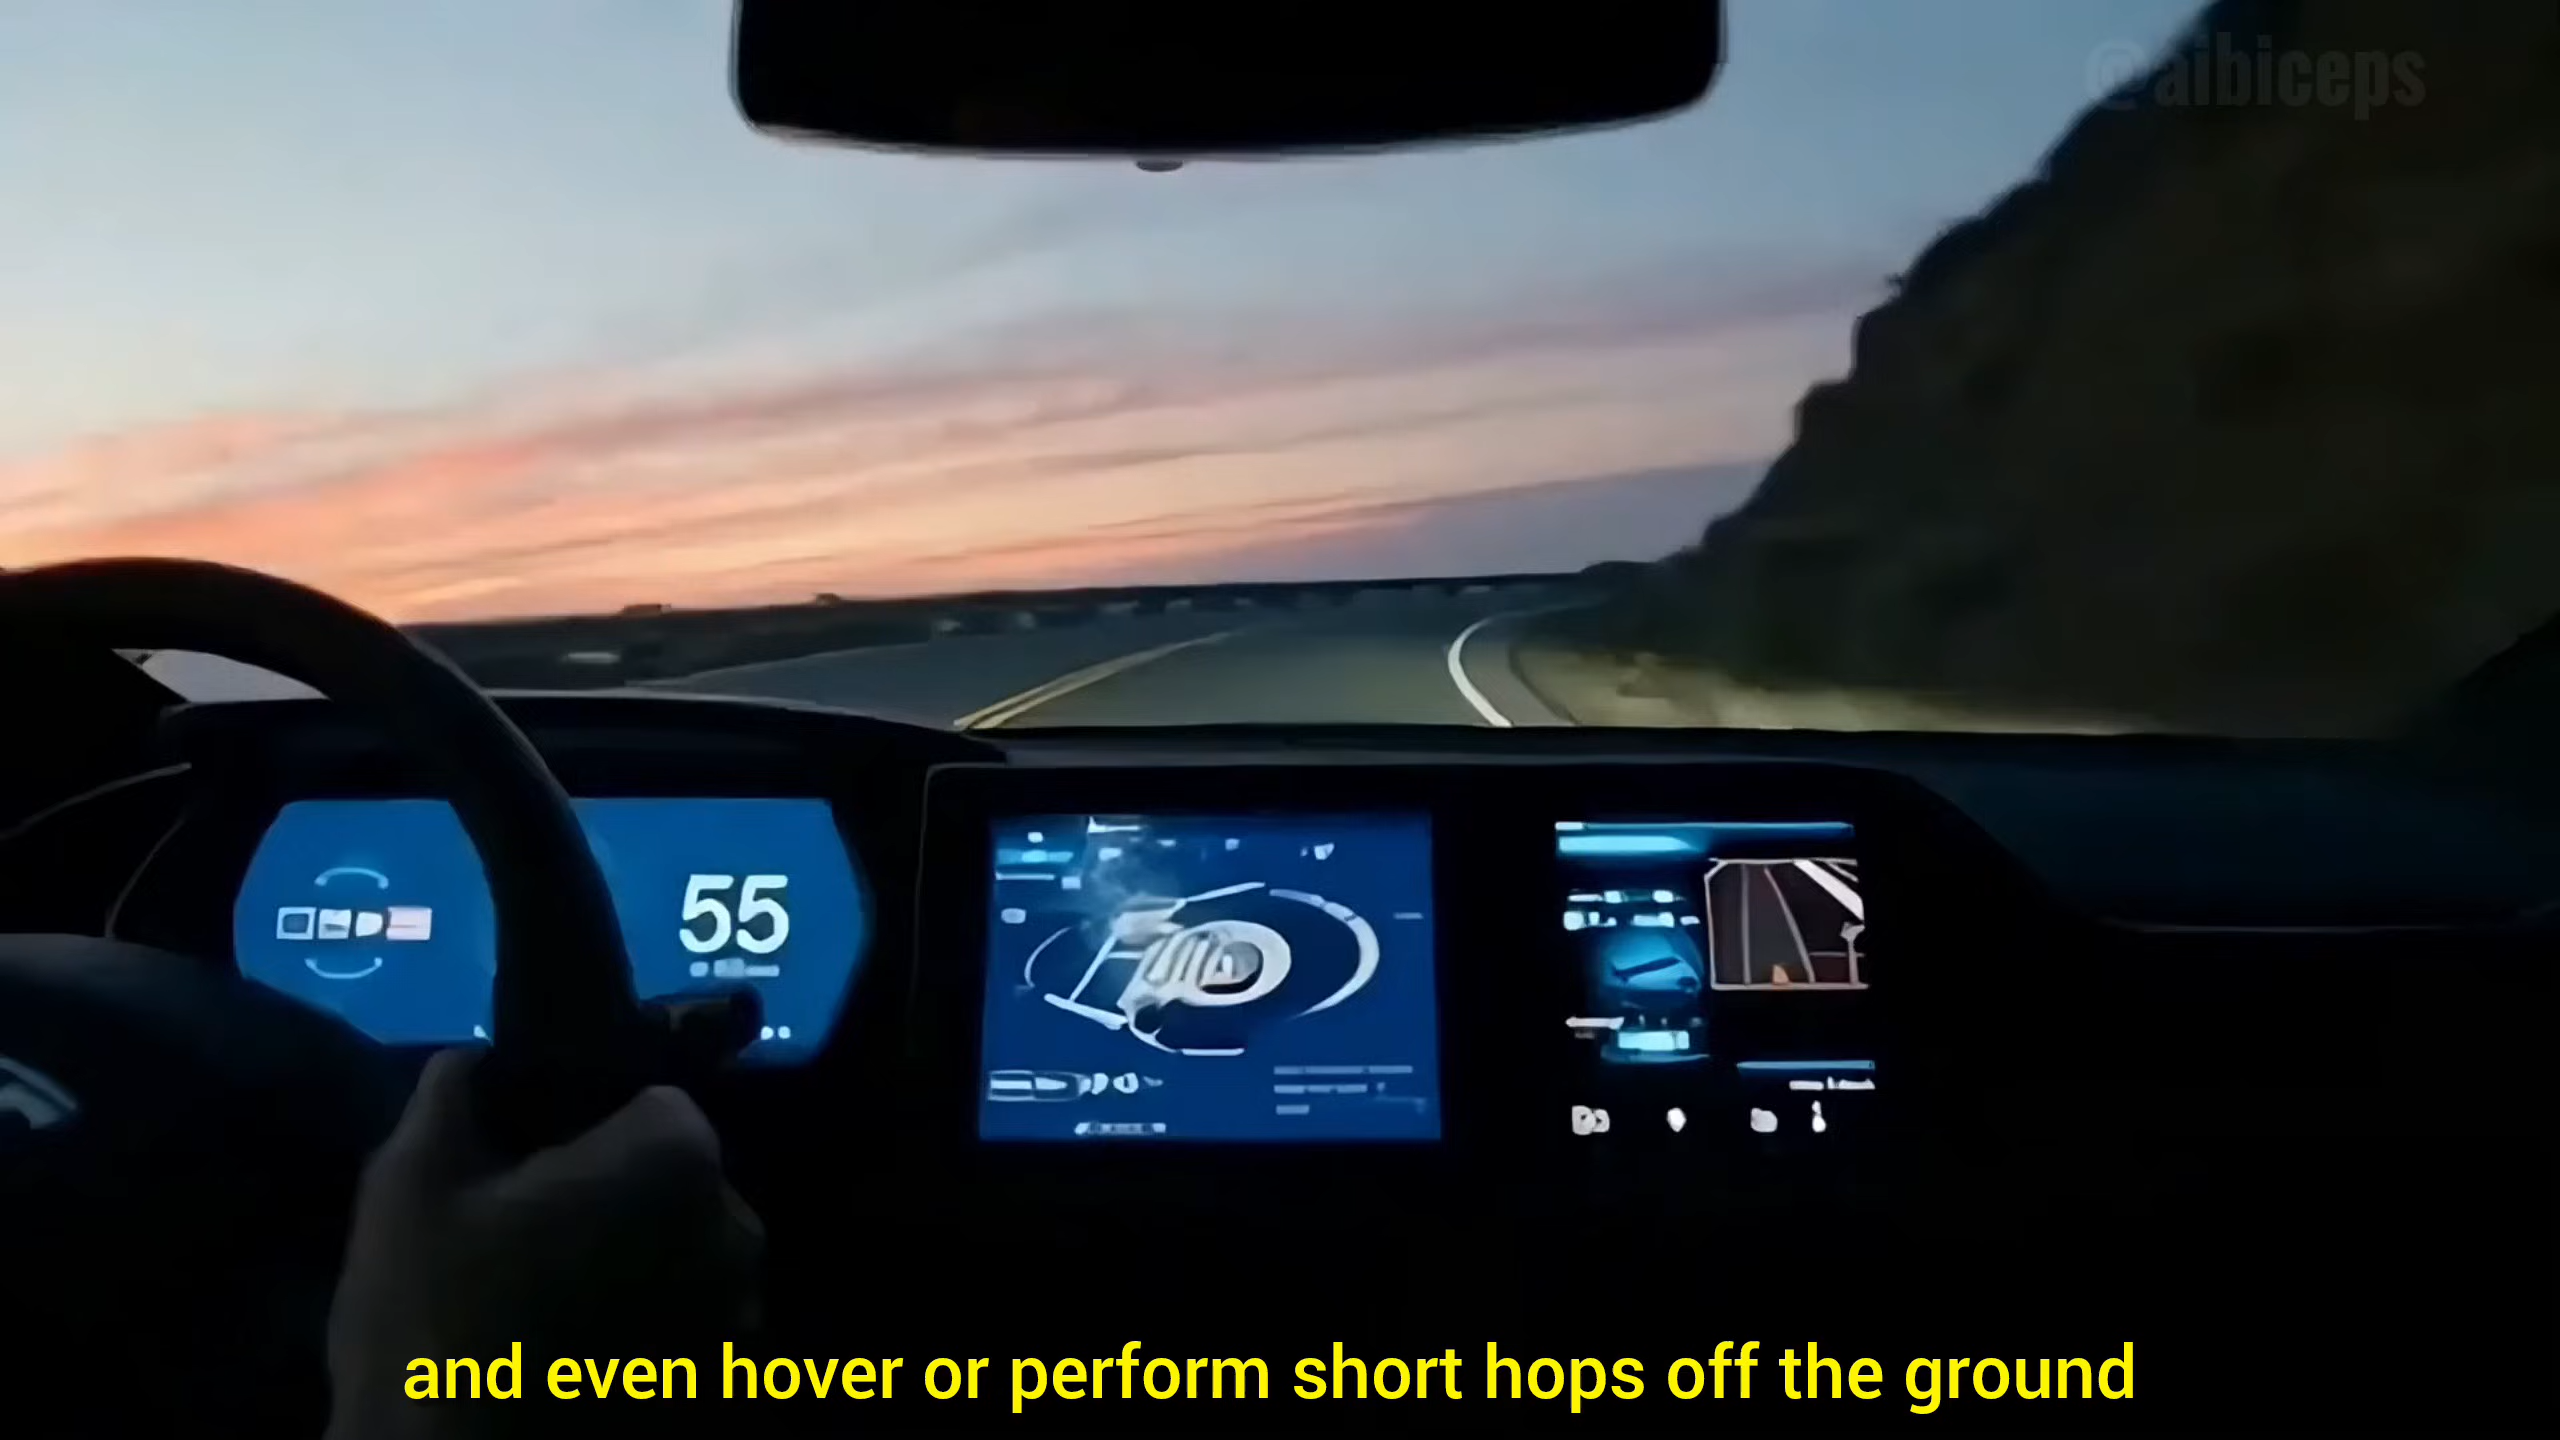 @aibiceps
55
and even hover or perform short hops off the ground